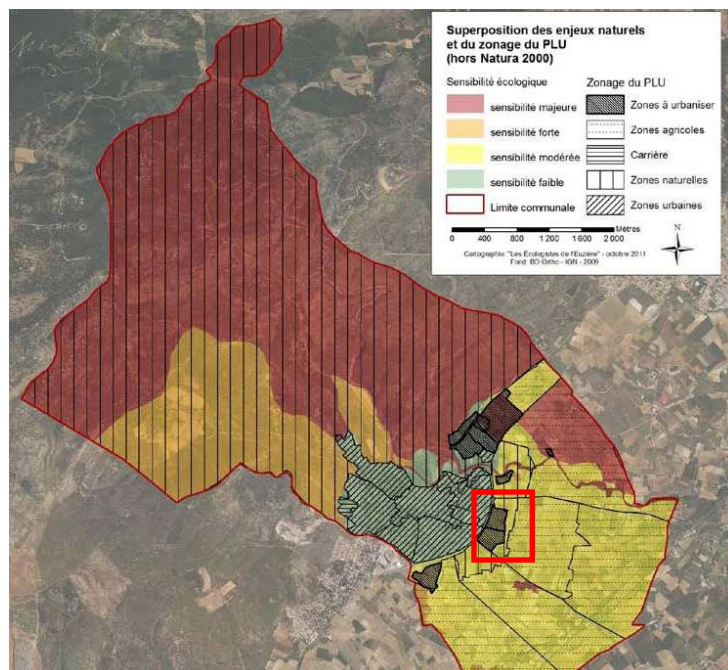 Superposition des enjeux naturels
et du zonage du PLU
(hors Natura 2000)
Sensibilité écologique
Zonage du PLU
sensibilité majeure
Zones à urbaniser
sensibilité forte
Zones agricoles
sensibilité modérée
Carrière
sensibilité faible
Zones naturelles
Limite communale
Zones urbaines
Mètres
0 400 800 1 200 1 600 2 000
N
Cartographie: "Les Écologistes de l'Euzière" - octobre 2011
Fond: BD Ortho - IGN - 2009